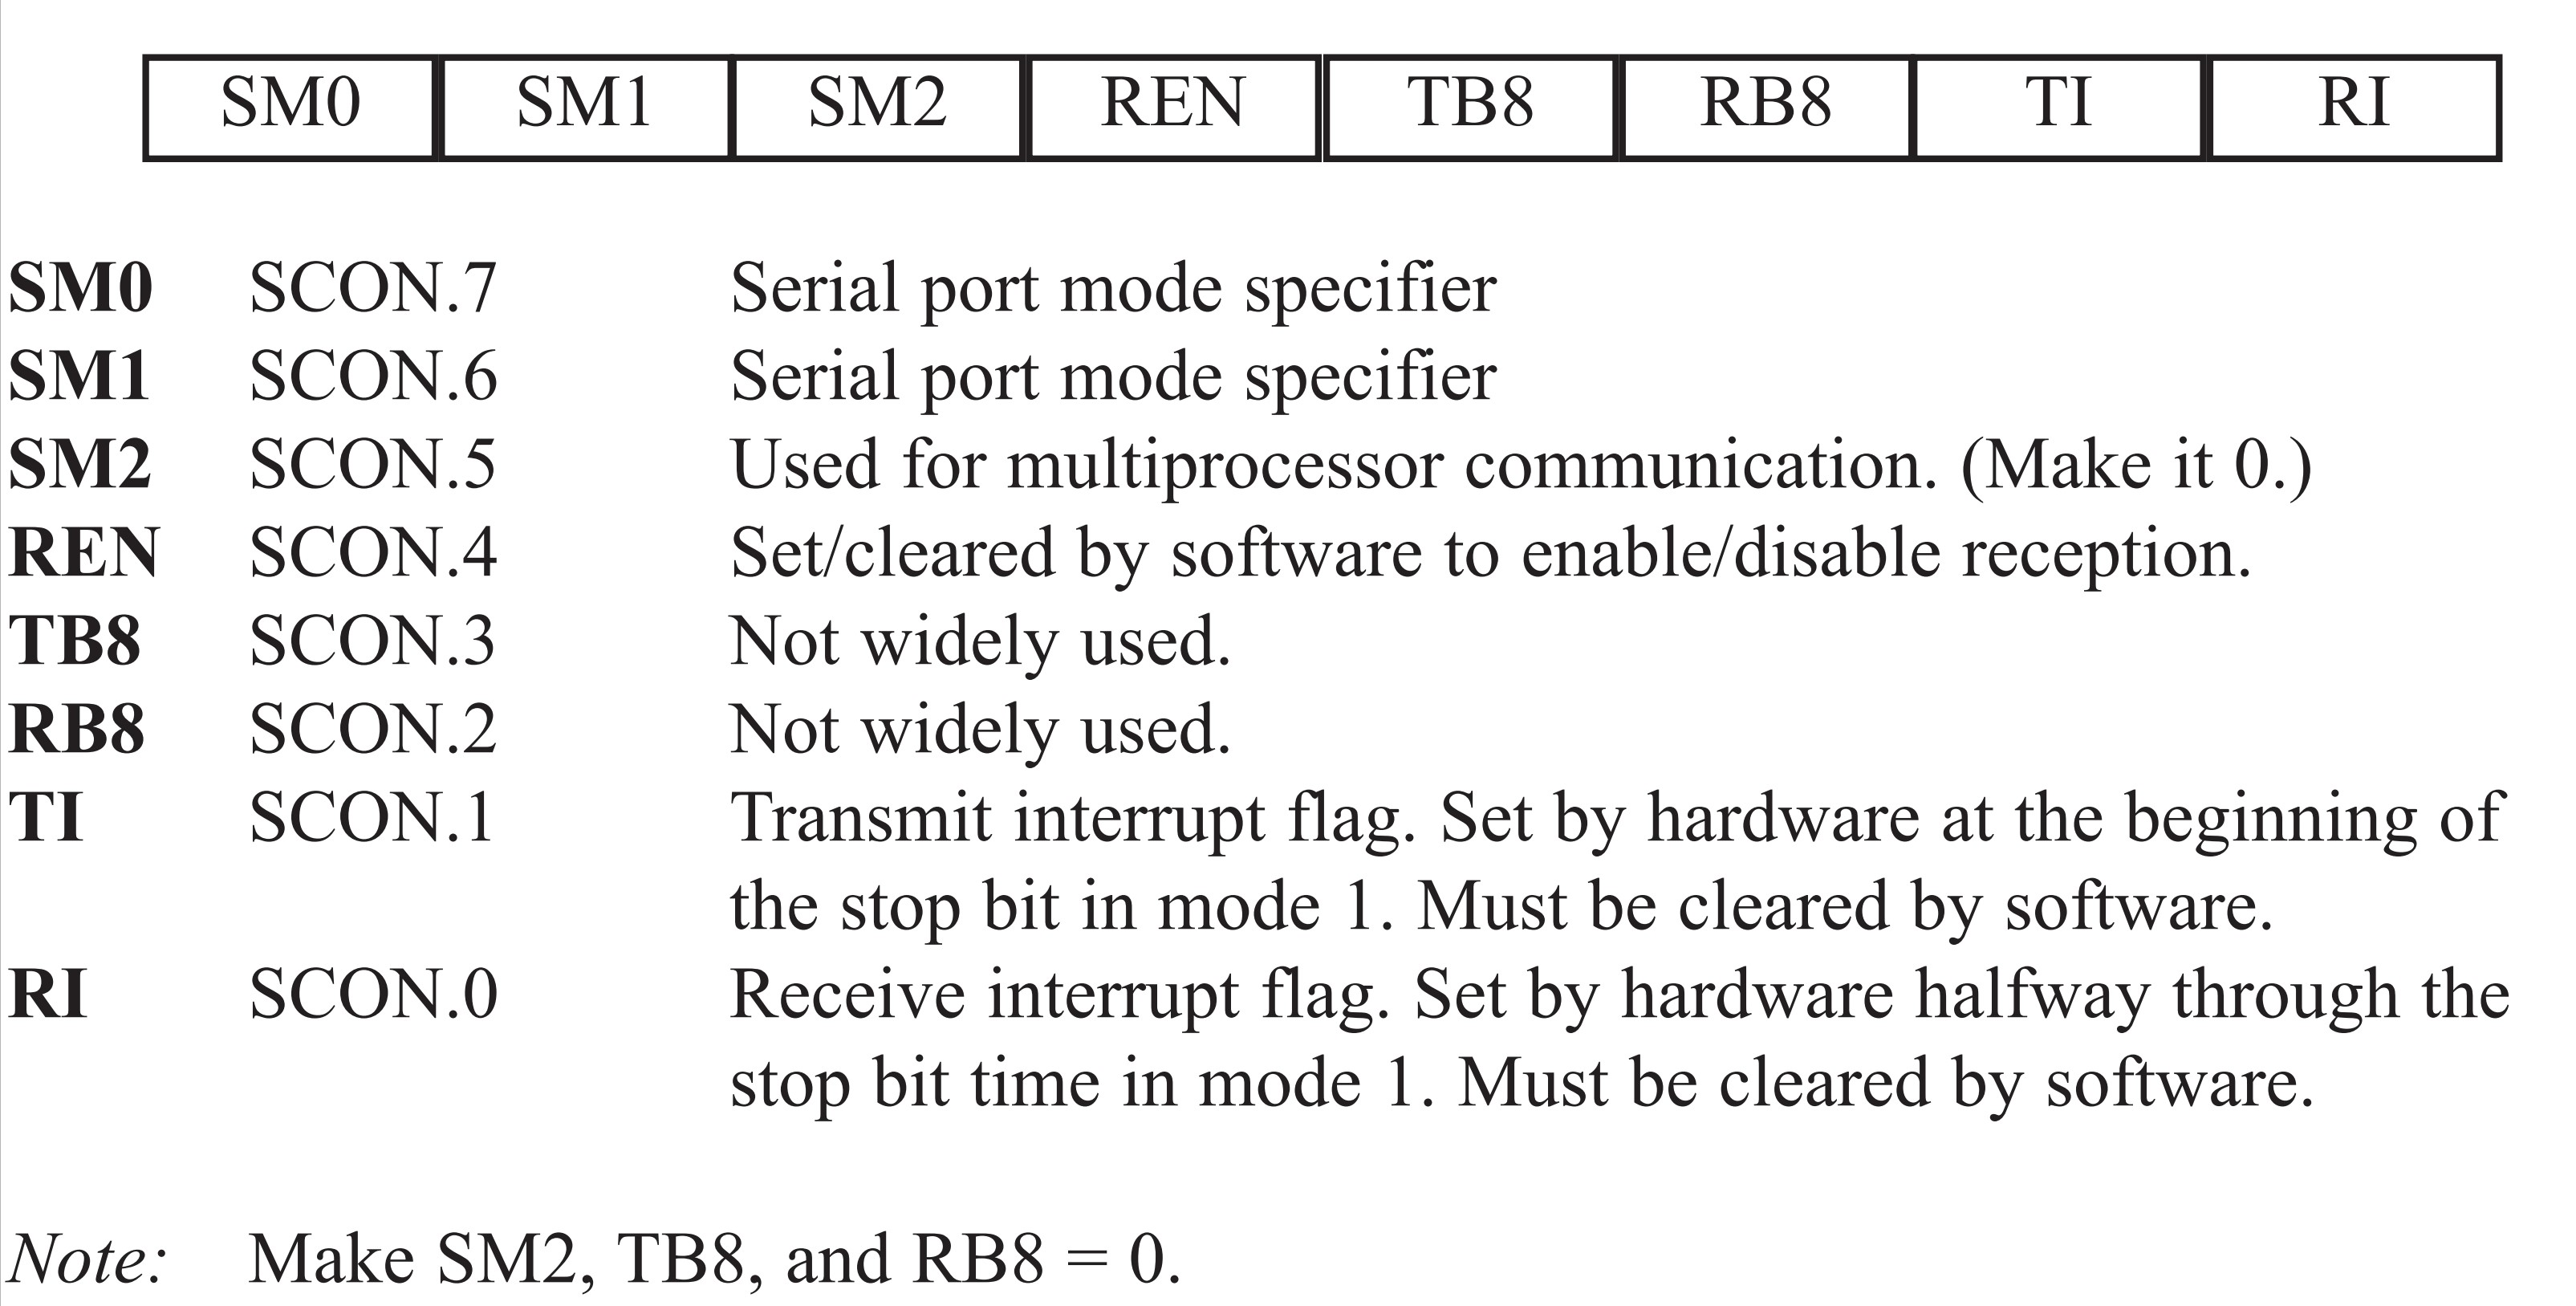 SM0 SM1 SM2 REN TB8 RB8 TI RI
SM0 SCON.7 Serial port mode specifier
SM1 SCON.6 Serial port mode specifier
SM2 SCON.5 Used for multiprocessor communication. (Make it 0.)
REN SCON.4 Set/cleared by software to enable/disable reception.
TB8 SCON.3 Not widely used.
RB8 SCON.2 Not widely used.
TI SCON.1 Transmit interrupt flag. Set by hardware at the beginning of
the stop bit in mode 1. Must be cleared by software.
RI SCON.0 Receive interrupt flag. Set by hardware halfway through the
stop bit time in mode 1. Must be cleared by software.
Note: Make SM2, TB8, and RB8 = 0.